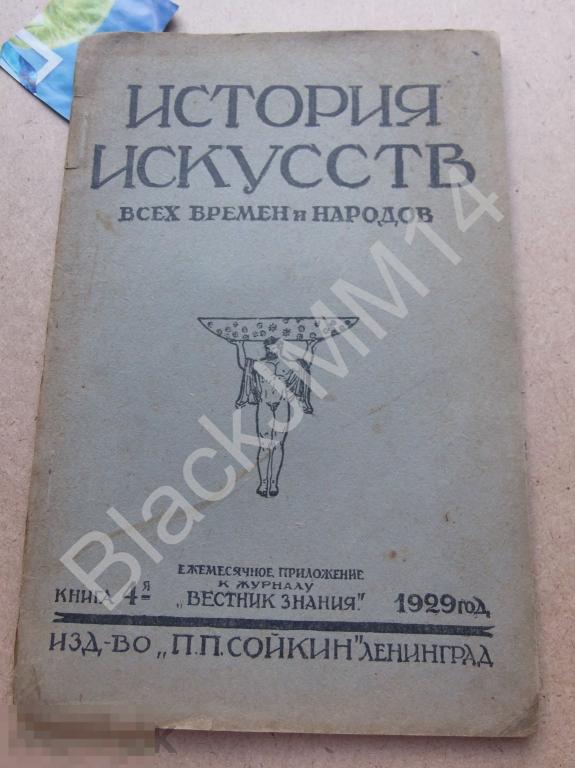 ИСТОРИЯ
ИСКУССТВ
ВСЕХ ВРЕМЕН и НАРОДОВ
BlackJMM14
ЕЖЕМЕСЯЧНОЕ ПРИЛОЖЕНИЕ
К ЖУРНАЛУ
КНИГА 4-Я „ВЕСТНИК ЗНАНИЯ" 1929 ГОД
ИЗД-ВО „П.П.СОЙКИН" ЛЕНИНГРАД